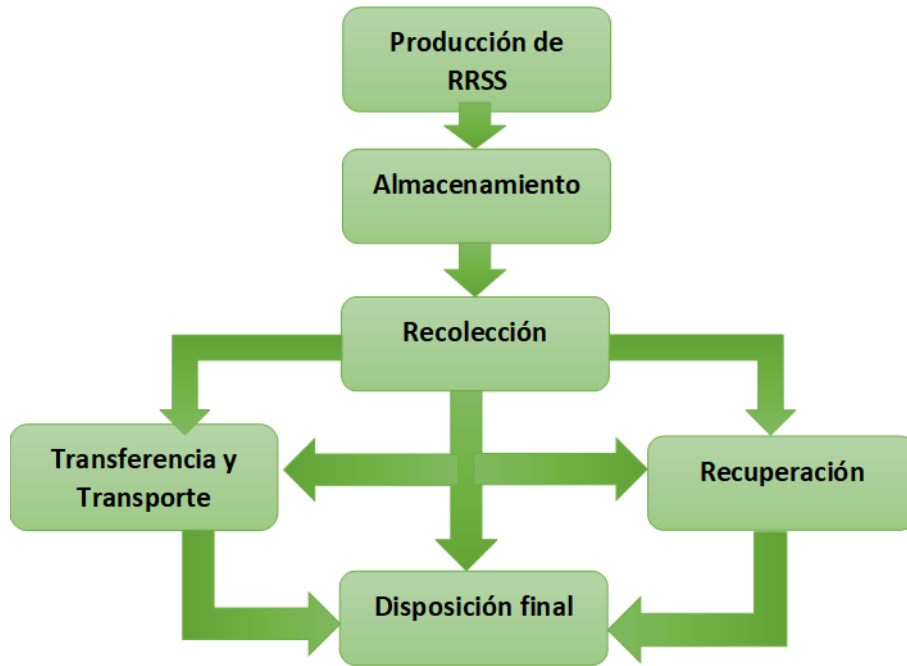 Producción de
RRSS
Almacenamiento
Recolección
Transferencia y
Transporte
Recuperación
Disposición final